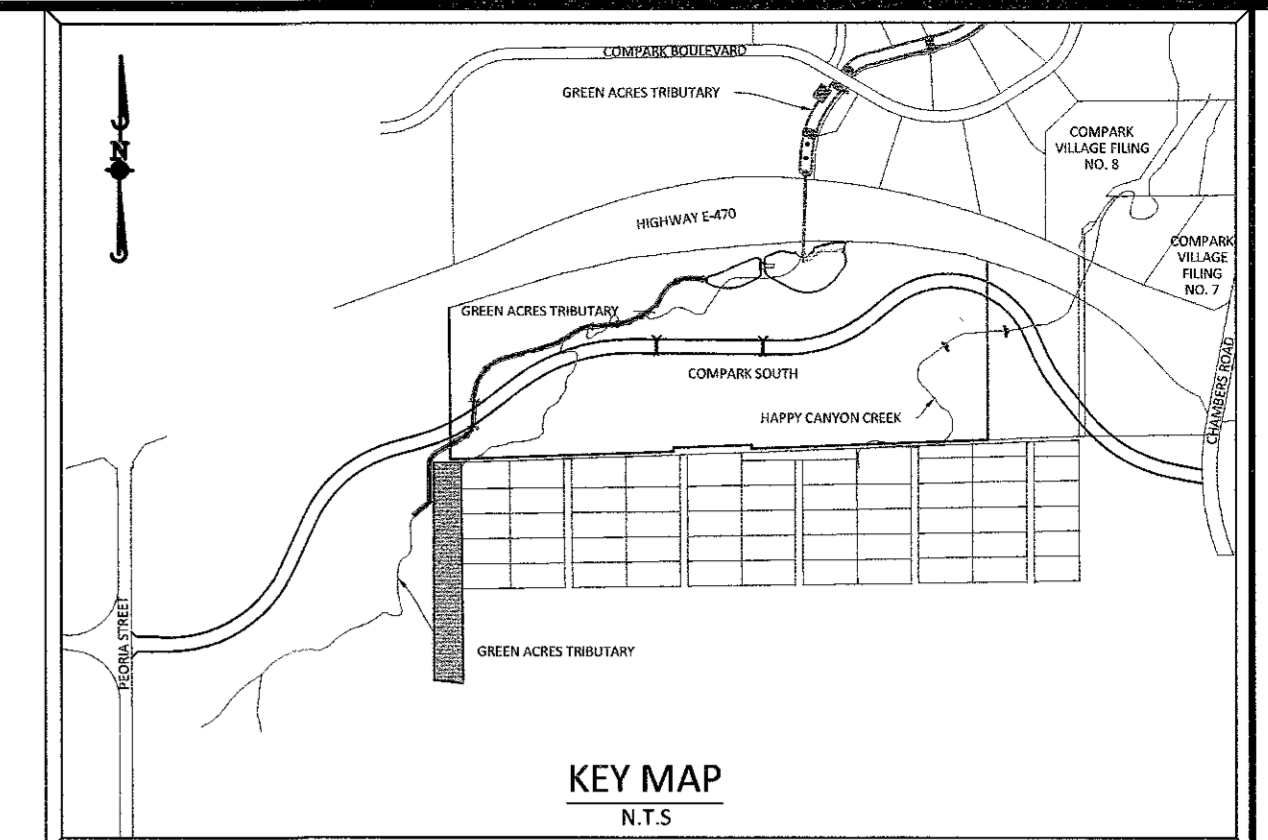 COMPARK BOULEVARD
GREEN ACRES TRIBUTARY
COMPARK
VILLAGE FILING
NO. 8
N
HIGHWAY E-470
COMPARK
VILLAGE
FILING
NO. 7
GREEN ACRES TRIBUTARY
COMPARK SOUTH
CHAMBERS ROAD
HAPPY CANYON CREEK
PEORIA STREET
GREEN ACRES TRIBUTARY
KEY MAP
N.T.S